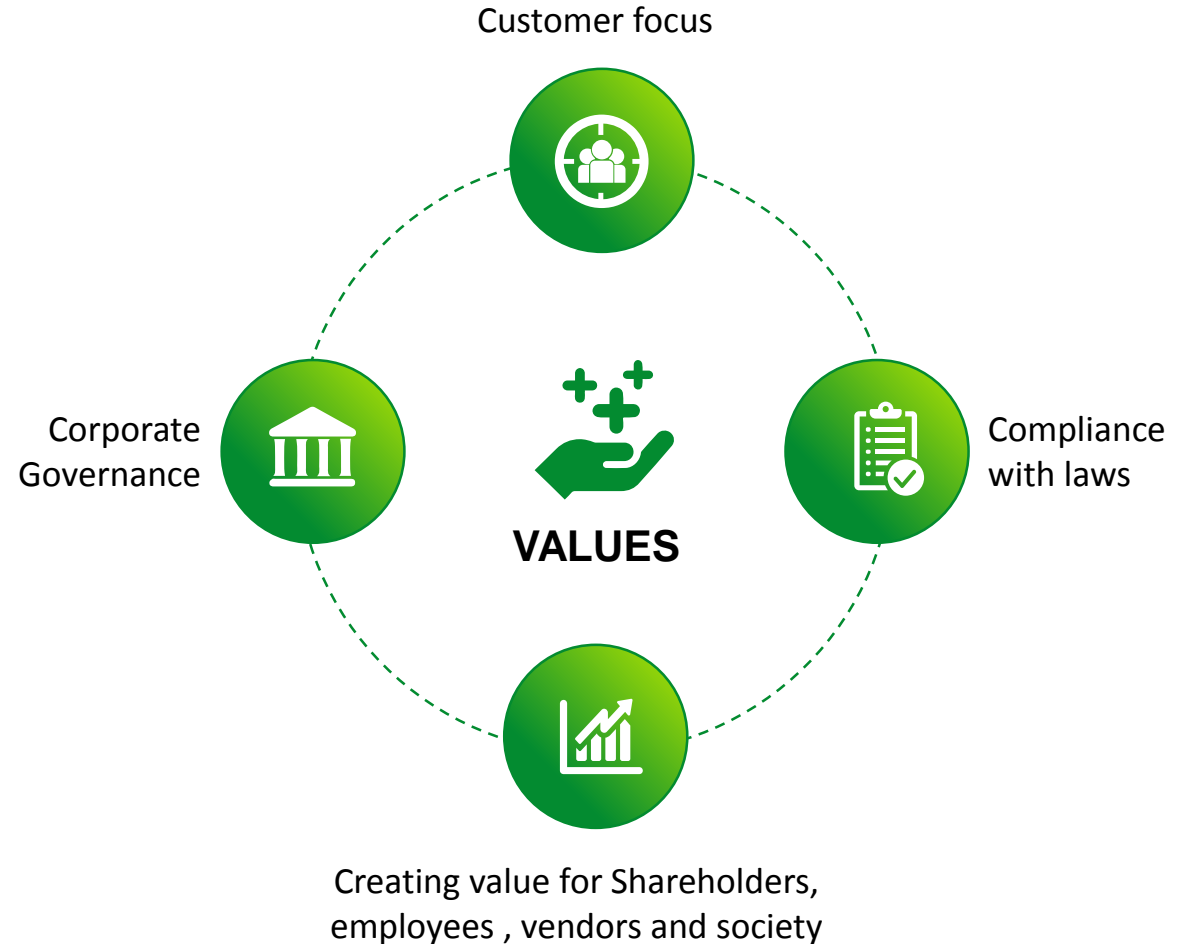 Customer focus
Corporate
Governance
Compliance
with laws
VALUES
Creating value for Shareholders,
employees , vendors and society